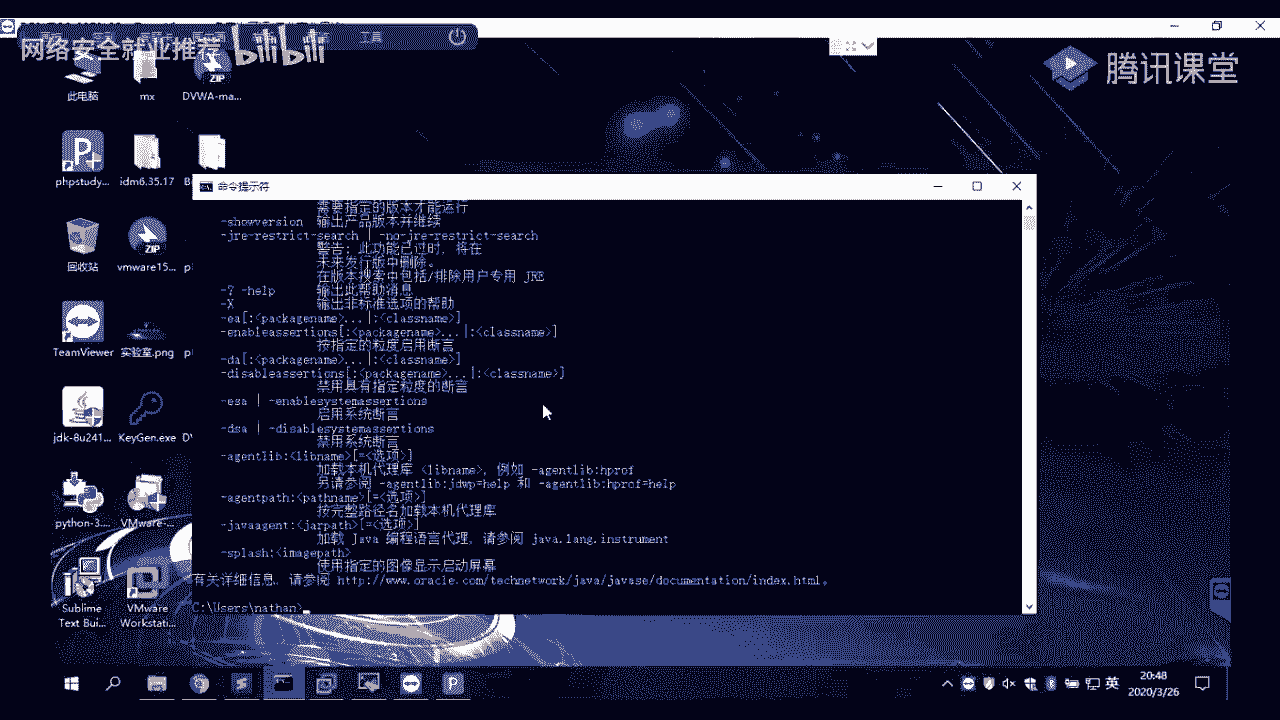 网络安全就业推荐 bilibili
工具
腾讯课堂
此电脑
mx
DVWA-ma...
ZIP
phpstudy...
idm6.35.17
回收站
vmware15...
ZIP
TeamViewer
实验室.png
jdk-8u241...
KeyGen.exe
python-3....
VMware-...
Sublime
Text Bui...
VMware
Workstati...
命令提示符
需要指定的版本才能运行
-showversion 输出产品版本并继续
-jre-restrict-search | -no-jre-restrict-search
警告: 此功能已过时, 将在
未来发行版中删除。
在版本搜索中包括/排除用户专用 JRE
-? -help 输出此帮助消息
-X 输出非标准选项的帮助
-ea[:<packagename>...|:<classname>]
-enableassertions[:<packagename>...|:<classname>]
按指定的粒度启用断言
-da[:<packagename>...|:<classname>]
-disableassertions[:<packagename>...|:<classname>]
禁用具有指定粒度的断言
-esa | -enablesystemassertions
启用系统断言
-dsa | -disablesystemassertions
禁用系统断言
-agentlib:<libname>[=<选项>]
加载本机代理库 <libname>, 例如 -agentlib:hprof
另请参阅 -agentlib:jdwp=help 和 -agentlib:hprof=help
-agentpath:<pathname>[=<选项>]
按完整路径名加载本机代理库
-javaagent:<jarpath>[=<选项>]
加载 Java 编程语言代理, 请参阅 java.lang.instrument
-splash:<imagepath>
使用指定的图像显示启动屏幕
有关详细信息, 请参阅 http://www.oracle.com/technetwork/java/javase/documentation/index.html。
C:\Users\nathan>
英
20:48
2020/3/26